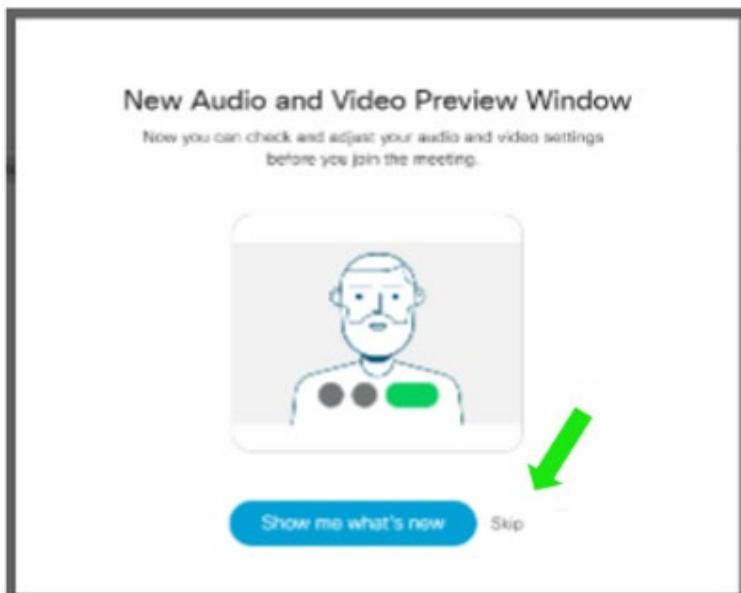 New Audio and Video Preview Window
Now you can check and adjust your audio and video settings
before you join the meeting.
Show me what's new
Skip